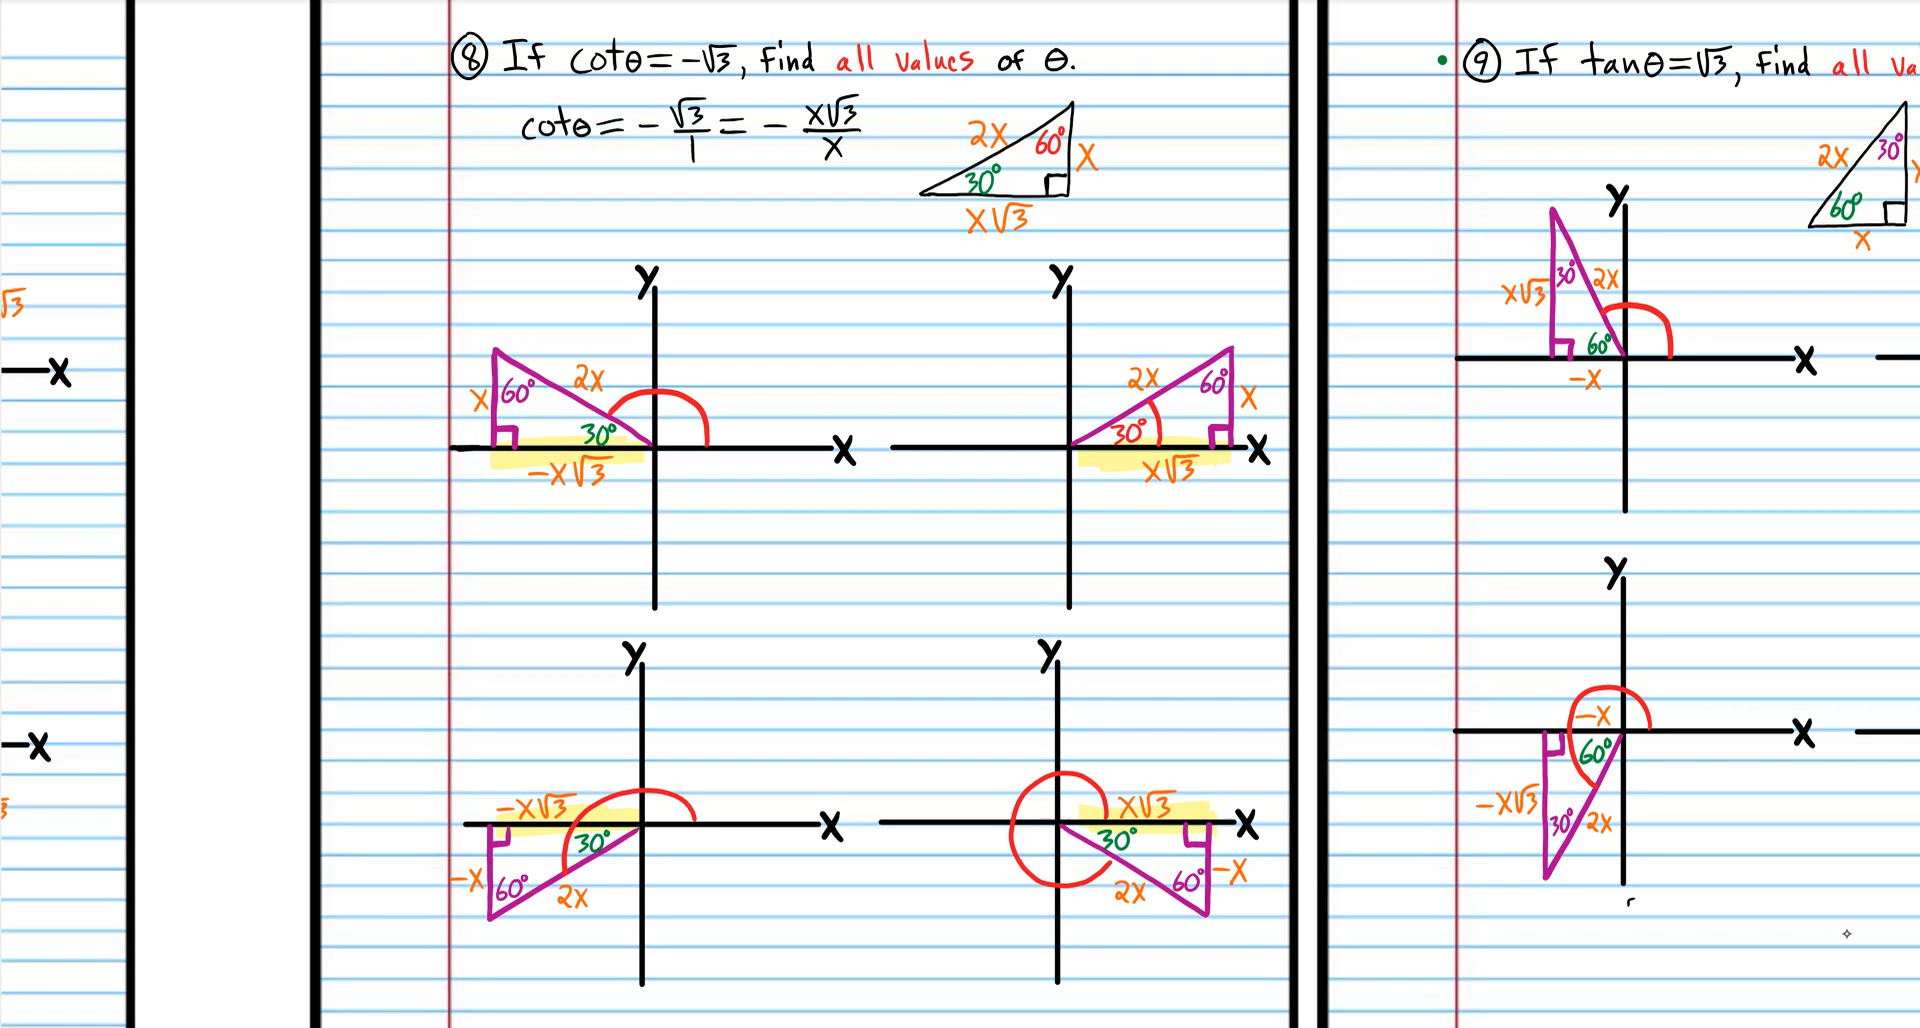 √3
X
X
3
⑧ If cotθ = -√3, find all values of θ.
cotθ = - √3/1 = - x√3/x
2x 60° x
30°
x√3
y
x 60° 2x
30° X
-x√3
y
2x 60° x
30° X
x√3
y
-x√3 X
30°
-x 60° 2x
y
x√3 X
30°
60° -x
2x
⑨ If tanθ = √3, find all va
2x 30°
60°
x
y
x√3 30° 2x
60° X
-x
y
-x X
60°
-x√3 30° 2x